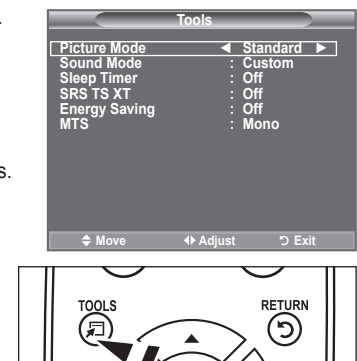 Tools
Picture Mode ◄ Standard ►
Sound Mode : Custom
Sleep Timer : Off
SRS TS XT : Off
Energy Saving : Off
MTS : Mono
s.
Move Adjust Exit
TOOLS RETURN